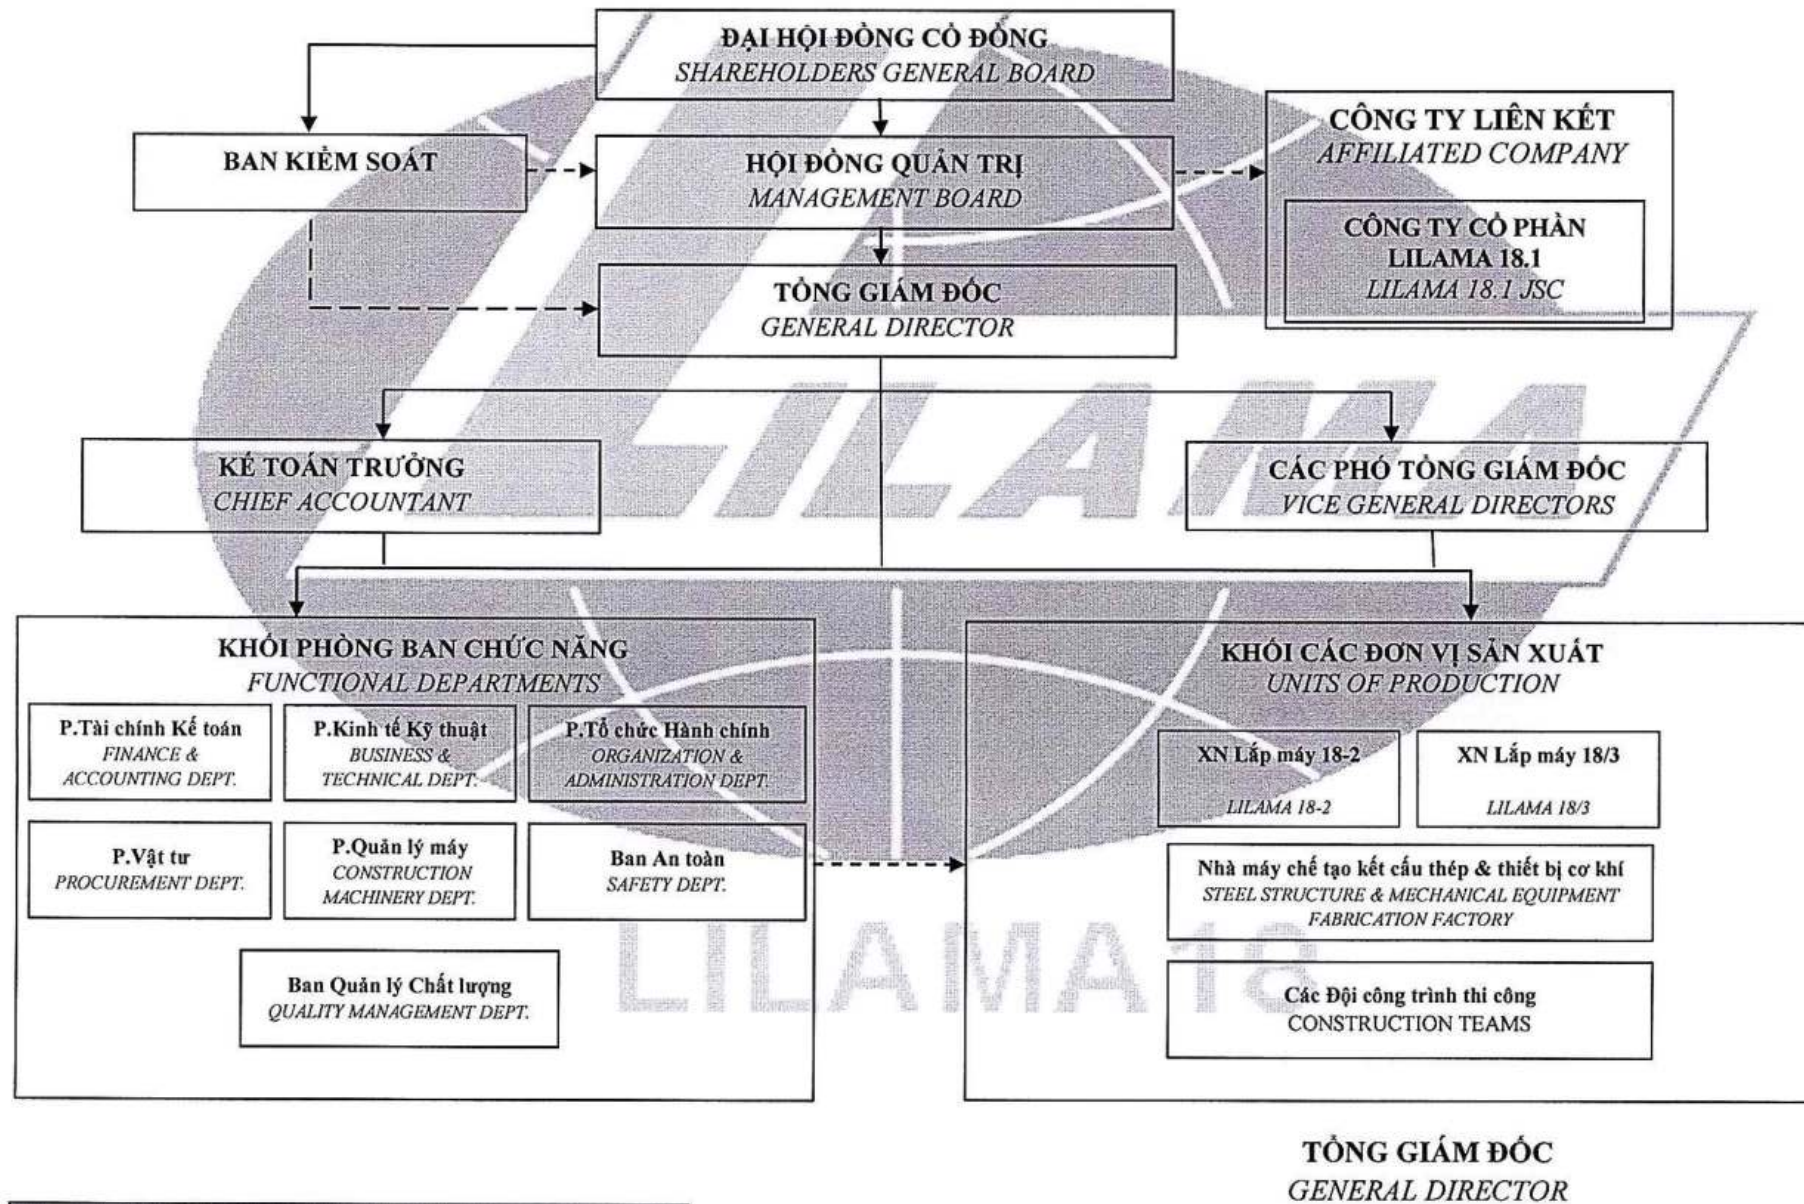 ĐẠI HỘI ĐỒNG CỔ ĐÔNG
SHAREHOLDERS GENERAL BOARD
BAN KIỂM SOÁT
HỘI ĐỒNG QUẢN TRỊ
MANAGEMENT BOARD
CÔNG TY LIÊN KẾT
AFFILIATED COMPANY
CÔNG TY CỔ PHẦN
LILAMA 18.1
LILAMA 18.1 JSC
TỔNG GIÁM ĐỐC
GENERAL DIRECTOR
LILAMA
KẾ TOÁN TRƯỞNG
CHIEF ACCOUNTANT
CÁC PHÓ TỔNG GIÁM ĐỐC
VICE GENERAL DIRECTORS
KHỐI PHÒNG BAN CHỨC NĂNG
FUNCTIONAL DEPARTMENTS
P.Tài chính Kế toán
FINANCE &
ACCOUNTING DEPT.
P.Kinh tế Kỹ thuật
BUSINESS &
TECHNICAL DEPT.
P.Tổ chức Hành chính
ORGANIZATION &
ADMINISTRATION DEPT.
P.Vật tư
PROCUREMENT DEPT.
P.Quản lý máy
CONSTRUCTION
MACHINERY DEPT.
Ban An toàn
SAFETY DEPT.
Ban Quản lý Chất lượng
QUALITY MANAGEMENT DEPT.
KHỐI CÁC ĐƠN VỊ SẢN XUẤT
UNITS OF PRODUCTION
XN Lắp máy 18-2
LILAMA 18-2
XN Lắp máy 18/3
LILAMA 18/3
Nhà máy chế tạo kết cấu thép & thiết bị cơ khí
STEEL STRUCTURE & MECHANICAL EQUIPMENT
FABRICATION FACTORY
Các Đội công trình thi công
CONSTRUCTION TEAMS
LILAMA 18
TỔNG GIÁM ĐỐC
GENERAL DIRECTOR